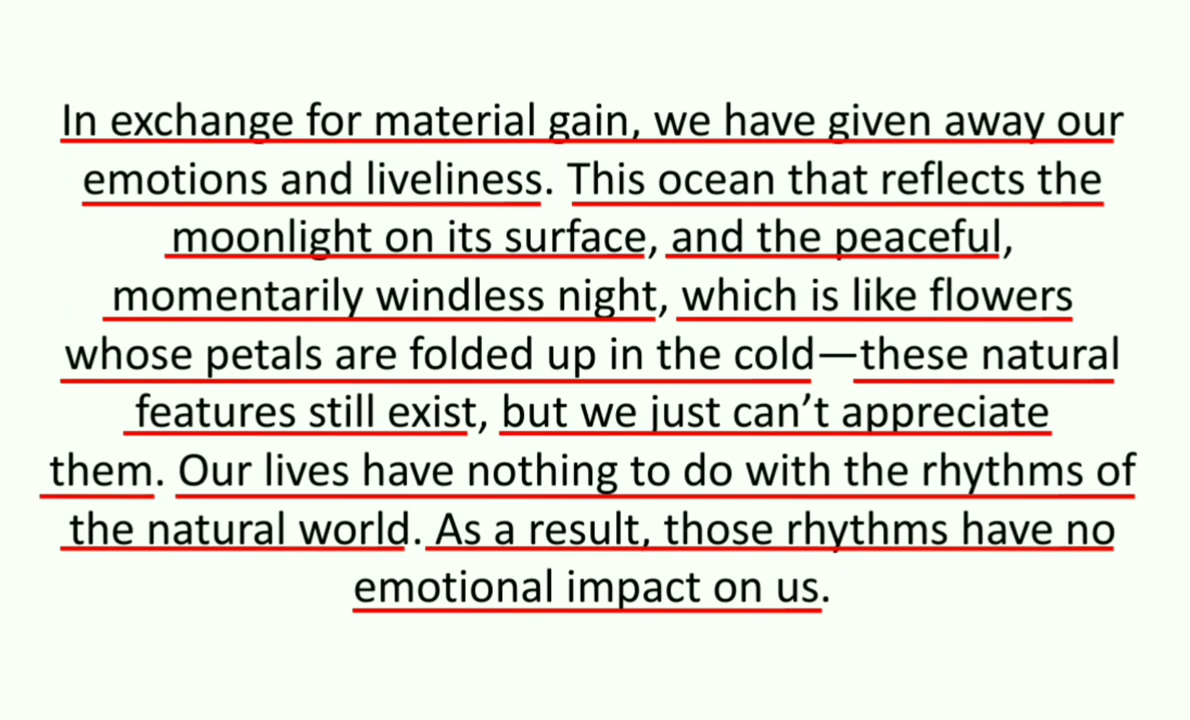 In exchange for material gain, we have given away our
emotions and liveliness. This ocean that reflects the
moonlight on its surface, and the peaceful,
momentarily windless night, which is like flowers
whose petals are folded up in the cold—these natural
features still exist, but we just can’t appreciate
them. Our lives have nothing to do with the rhythms of
the natural world. As a result, those rhythms have no
emotional impact on us.